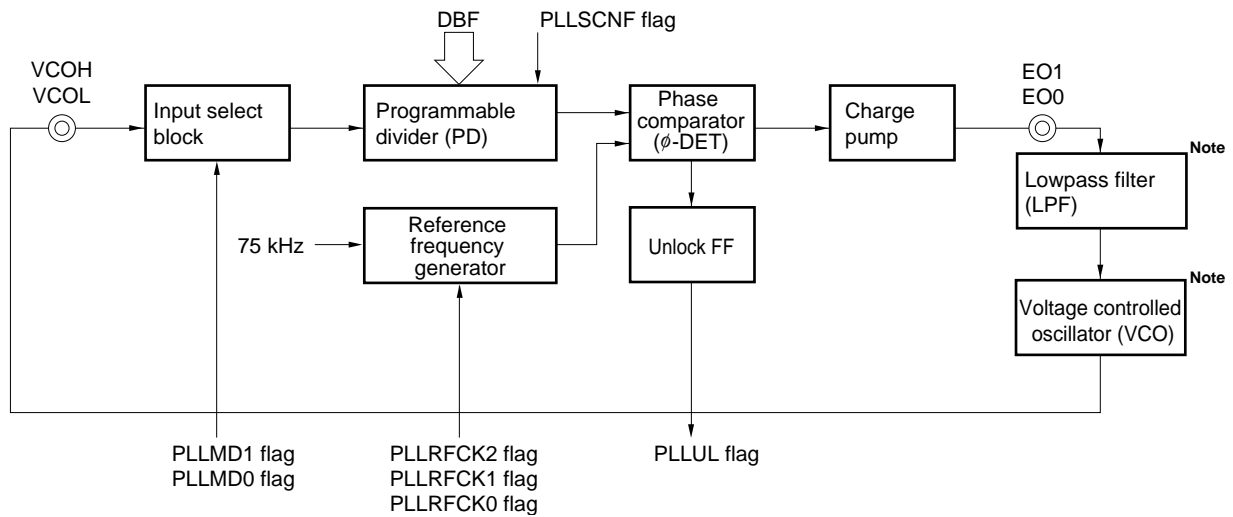 DBF
PLLSCNF flag
VCOH
VCOL
Input select
block
Programmable
divider (PD)
Phase
comparator
(ϕ-DET)
Charge
pump
EO1
EO0
Note
Lowpass filter
(LPF)
75 kHz
Reference
frequency
generator
Unlock FF
Note
Voltage controlled
oscillator (VCO)
PLLMD1 flag
PLLMD0 flag
PLLRFCK2 flag
PLLRFCK1 flag
PLLRFCK0 flag
PLLUL flag